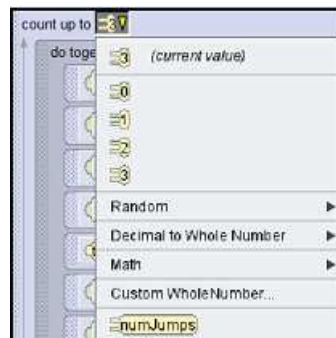 count up to 3
do toge
3 (current value)
0
1
2
3
Random
Decimal to Whole Number
Math
Custom WholeNumber...
numJumps